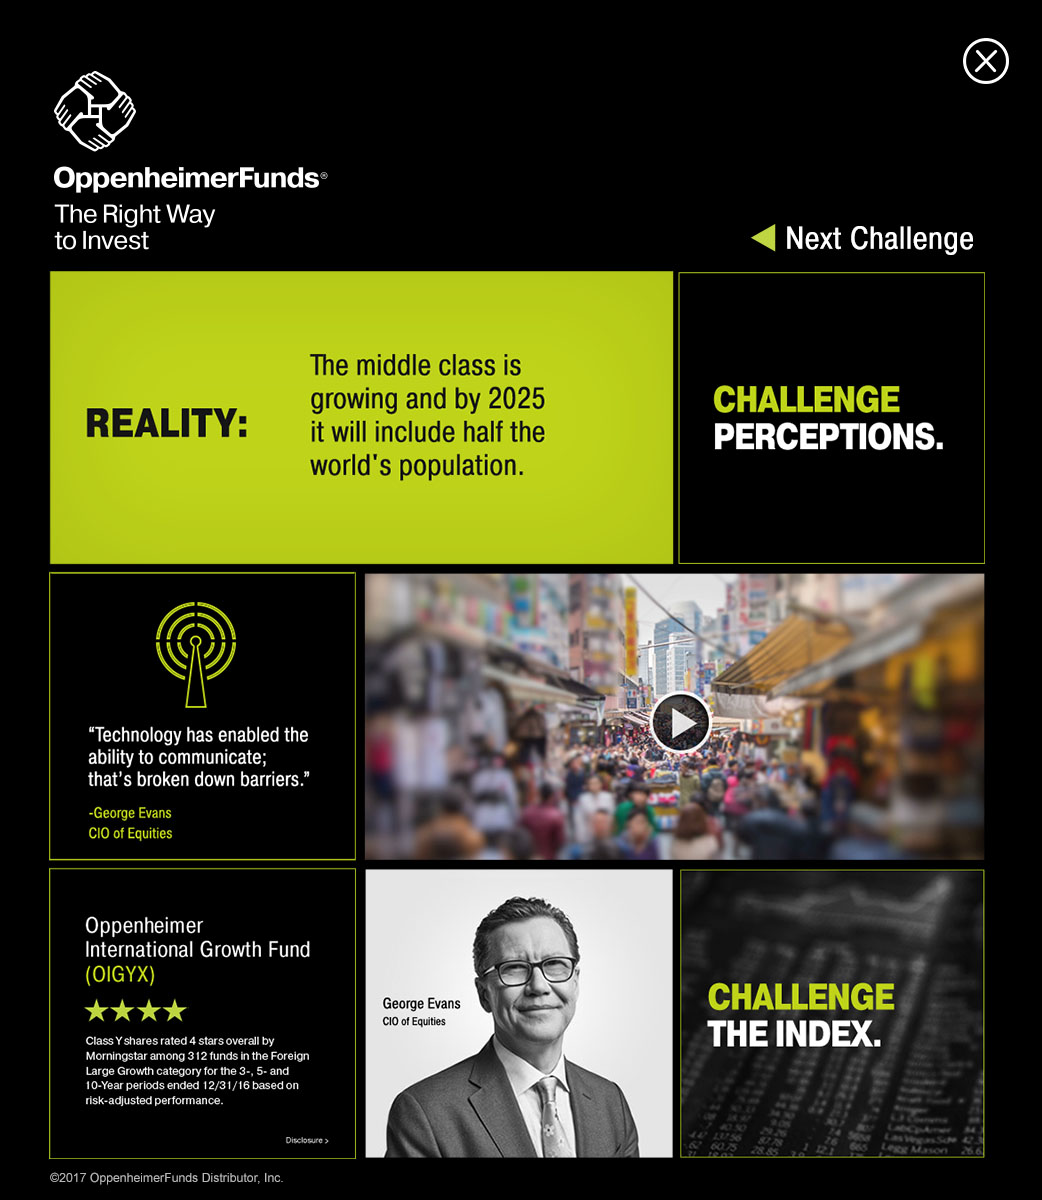 OppenheimerFunds®
The Right Way
to Invest
Next Challenge
REALITY:
The middle class is
growing and by 2025
it will include half the
world's population.
CHALLENGE
PERCEPTIONS.
“Technology has enabled the
ability to communicate;
that's broken down barriers.”
-George Evans
CIO of Equities
Oppenheimer
International Growth Fund
(OIGYX)
Class Y shares rated 4 stars overall by
Morningstar among 312 funds in the Foreign
Large Growth category for the 3-, 5- and
10-Year periods ended 12/31/16 based on
risk-adjusted performance.
Disclosure >
George Evans
CIO of Equities
CHALLENGE
THE INDEX.
LabCpAmer
LasVegasSds
Legg Mason
©2017 OppenheimerFunds Distributor, Inc.